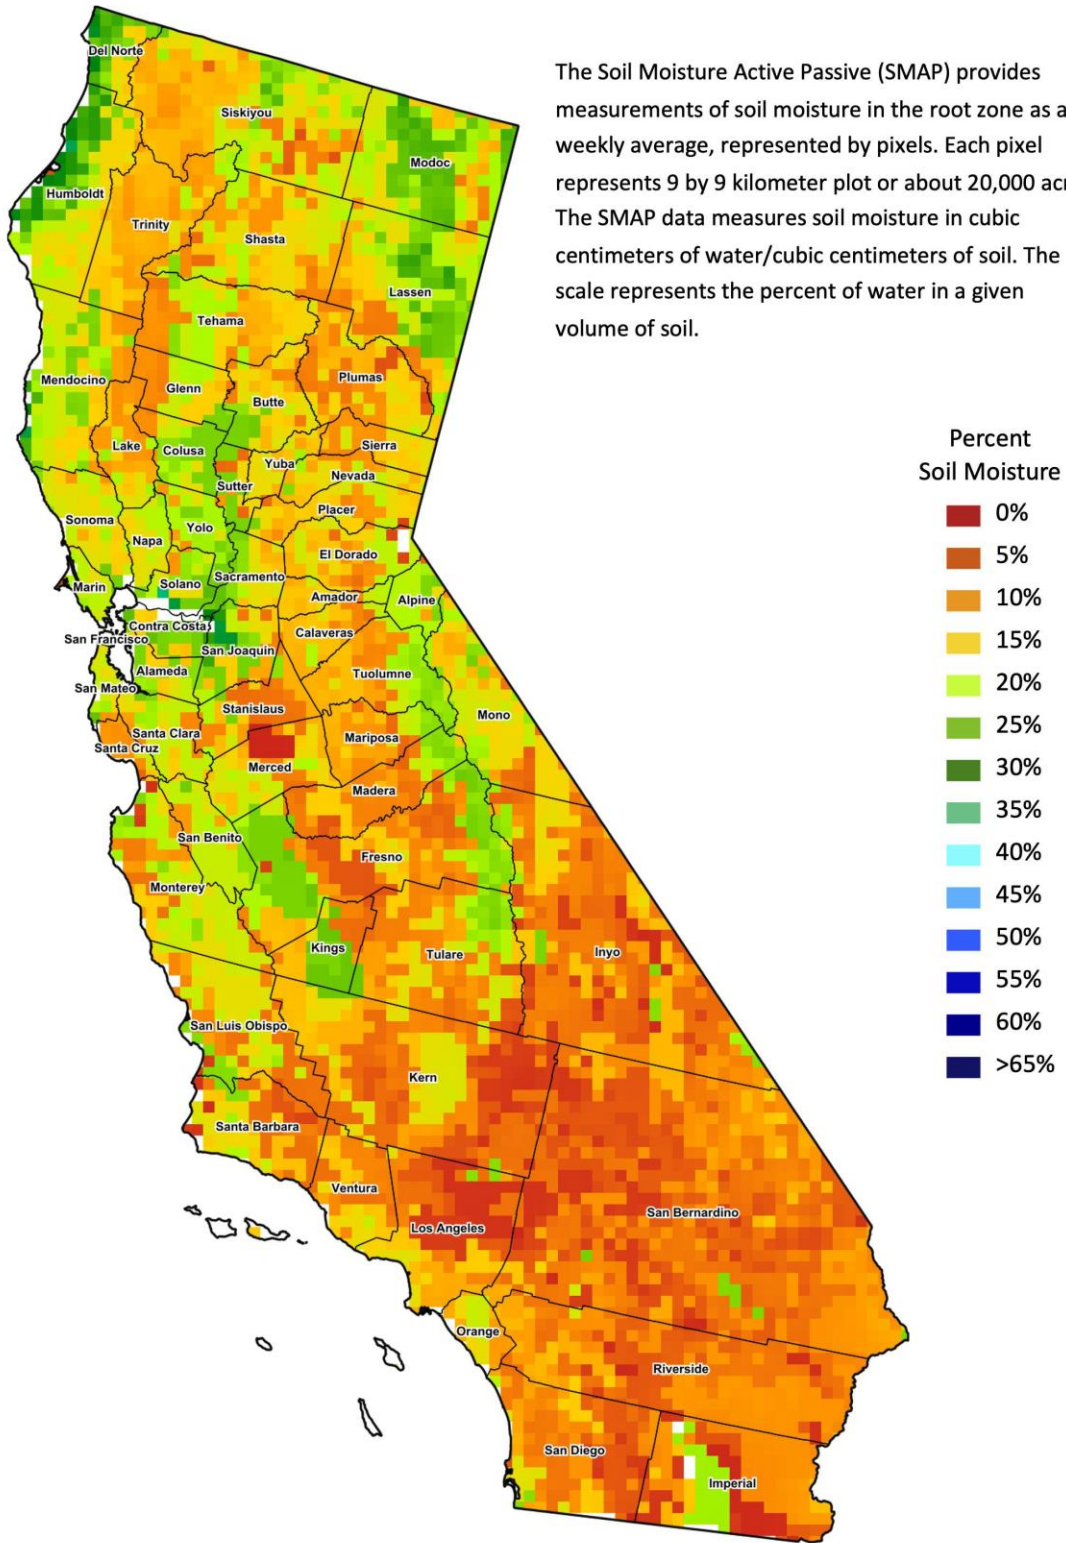 The Soil Moisture Active Passive (SMAP) provides
measurements of soil moisture in the root zone as a
weekly average, represented by pixels. Each pixel
represents 9 by 9 kilometer plot or about 20,000 acr
The SMAP data measures soil moisture in cubic
centimeters of water/cubic centimeters of soil. The
scale represents the percent of water in a given
volume of soil.
Percent
Soil Moisture
0%
5%
10%
15%
20%
25%
30%
35%
40%
45%
50%
55%
60%
>65%
Del Norte
Siskiyou
Modoc
Humboldt
Trinity
Shasta
Lassen
Tehama
Mendocino
Glenn
Butte
Plumas
Lake
Colusa
Sierra
Yuba
Nevada
Sutter
Placer
Sonoma
Napa
Yolo
El Dorado
Marin
Solano
Sacramento
Amador
Alpine
Contra Costa
San Francisco
Calaveras
San Joaquin
Alameda
Tuolumne
San Mateo
Stanislaus
Mono
Santa Clara
Mariposa
Santa Cruz
Merced
Madera
San Benito
Fresno
Monterey
Kings
Tulare
Inyo
San Luis Obispo
Kern
Santa Barbara
Ventura
Los Angeles
San Bernardino
Orange
Riverside
San Diego
Imperial